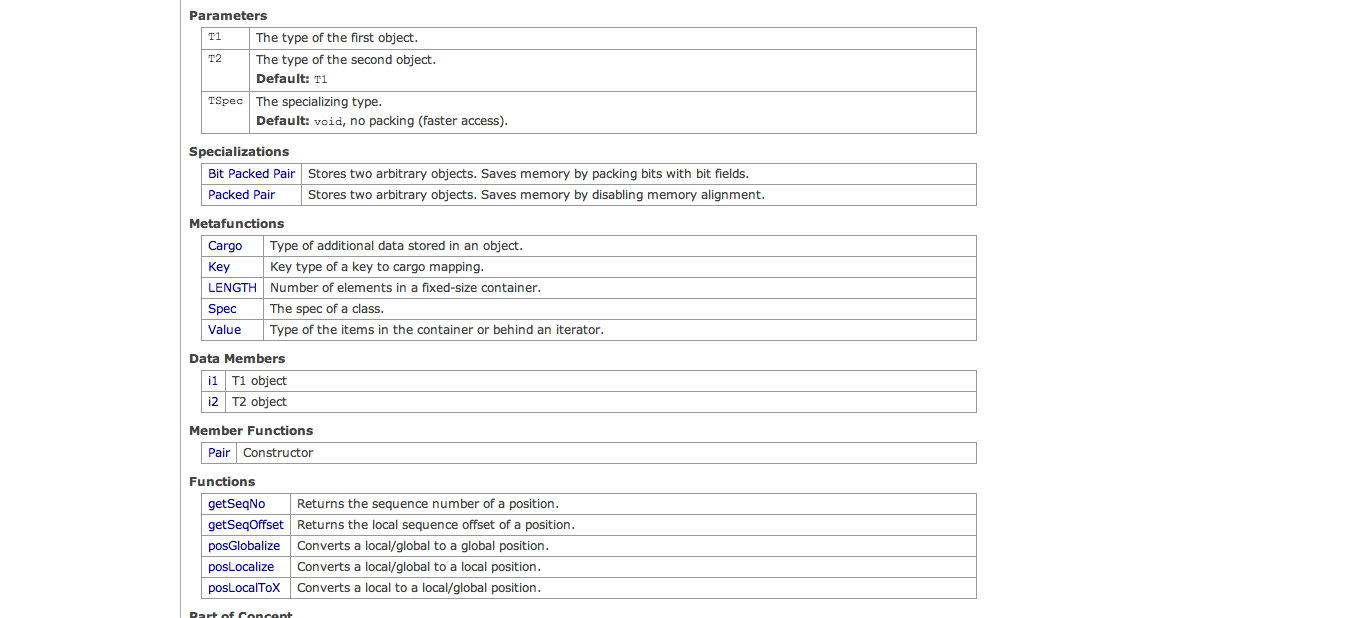 Parameters
T1 The type of the first object.
T2 The type of the second object.
Default: T1
TSpec The specializing type.
Default: void, no packing (faster access).
Specializations
Bit Packed Pair Stores two arbitrary objects. Saves memory by packing bits with bit fields.
Packed Pair Stores two arbitrary objects. Saves memory by disabling memory alignment.
Metafunctions
Cargo Type of additional data stored in an object.
Key Key type of a key to cargo mapping.
LENGTH Number of elements in a fixed-size container.
Spec The spec of a class.
Value Type of the items in the container or behind an iterator.
Data Members
i1 T1 object
i2 T2 object
Member Functions
Pair Constructor
Functions
getSeqNo Returns the sequence number of a position.
getSeqOffset Returns the local sequence offset of a position.
posGlobalize Converts a local/global to a global position.
posLocalize Converts a local/global to a local position.
posLocalToX Converts a local to a local/global position.
Part of Concept